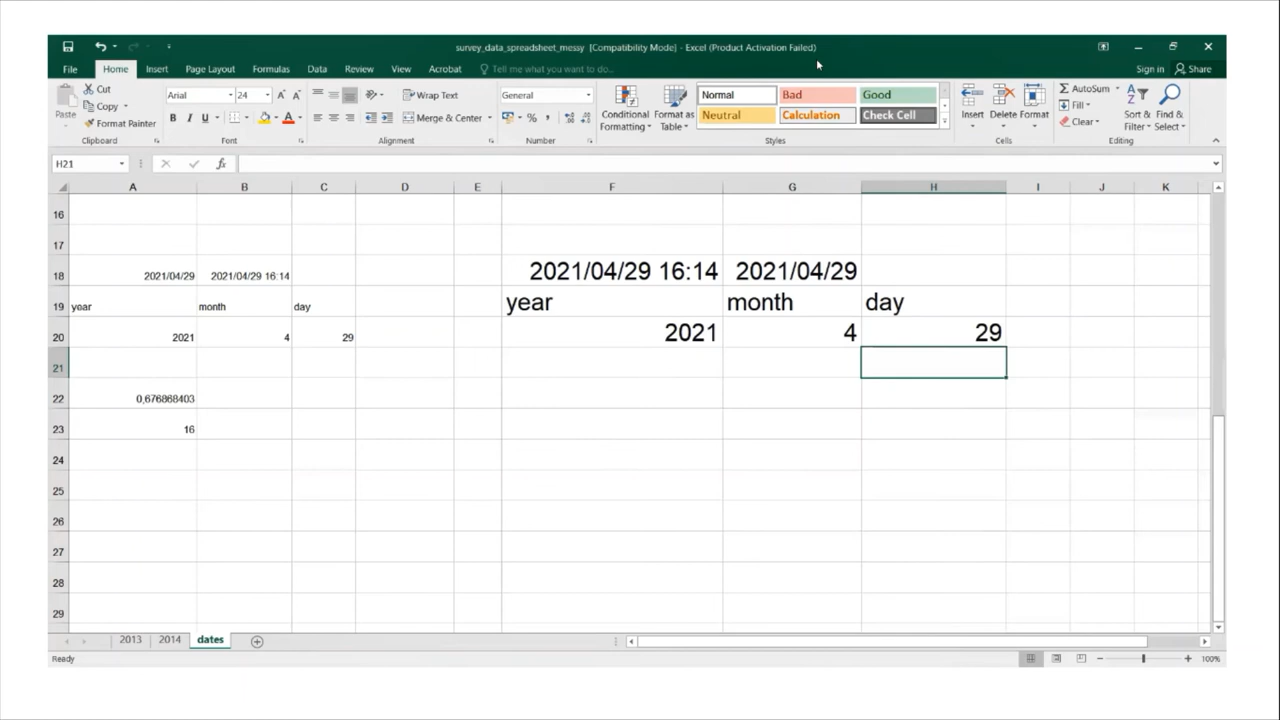 survey_data_spreadsheet_messy [Compatibility Mode] - Excel (Product Activation Failed)
File Home Insert Page Layout Formulas Data Review View Acrobat Tell me what you want to do... Sign in Share
Paste
Cut
Copy
Format Painter
Clipboard
Arial 24
B I U
Font
Wrap Text
Merge & Center
Alignment
General
% ,
Number
Conditional Formatting
Format as Table
Normal Bad Good
Neutral Calculation Check Cell
Styles
Insert Delete Format
Cells
AutoSum
Fill
Clear
Sort & Filter
Find & Select
Editing
H21 fx
A B C D E F G H I J K
16
17
18 2021/04/29 2021/04/29 16:14 2021/04/29 16:14 2021/04/29
19 year month day year month day
20 2021 4 29 2021 4 29
21
22 0,676868403
23 16
24
25
26
27
28
29
2013 2014 dates
Ready 100%